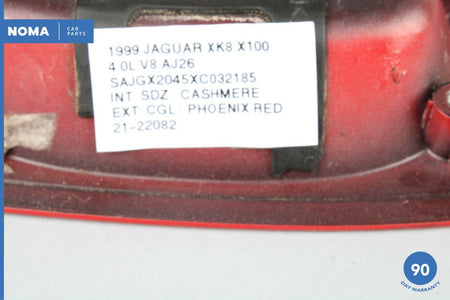 NOMA CAR PARTS
1999 JAGUAR XK8 X100
4.0L V8 AJ26
SAJGX2045XC032185
INT SDZ / CASHMERE
EXT CGL / PHOENIX RED
21-22082
90
DAY WARRANTY